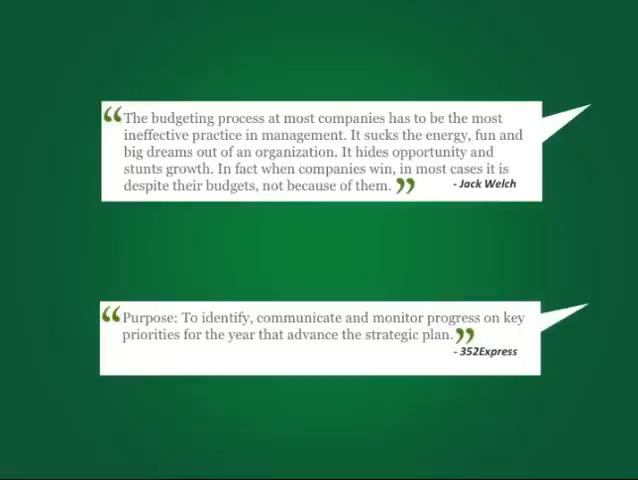 “The budgeting process at most companies has to be the most
ineffective practice in management. It sucks the energy, fun and
big dreams out of an organization. It hides opportunity and
stunts growth. In fact when companies win, in most cases it is
despite their budgets, not because of them.” - Jack Welch
“Purpose: To identify, communicate and monitor progress on key
priorities for the year that advance the strategic plan.”
- 352Express